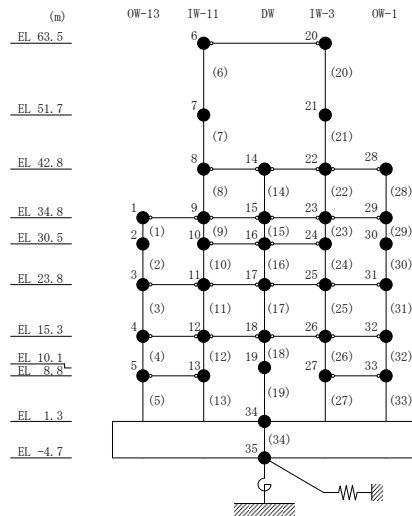 (m) OW-13 IW-11 DW IW-3 OW-1
EL 63.5 6 20
(6) (20)
EL 51.7 7 21
(7) (21)
EL 42.8 8 14 22 28
(8) (14) (22) (28)
EL 34.8 1 9 15 23 29
(1) (9) (15) (23) (29)
EL 30.5 2 10 16 24 30
(2) (10) (16) (24) (30)
EL 23.8 3 11 17 25 31
(3) (11) (17) (25) (31)
EL 15.3 4 12 18 26 32
(4) (12) (18) (26) (32)
EL 10.1 19
EL 8.8 5 13 27 33
(5) (13) (19) (27) (33)
EL 1.3 34
(34)
EL -4.7 35